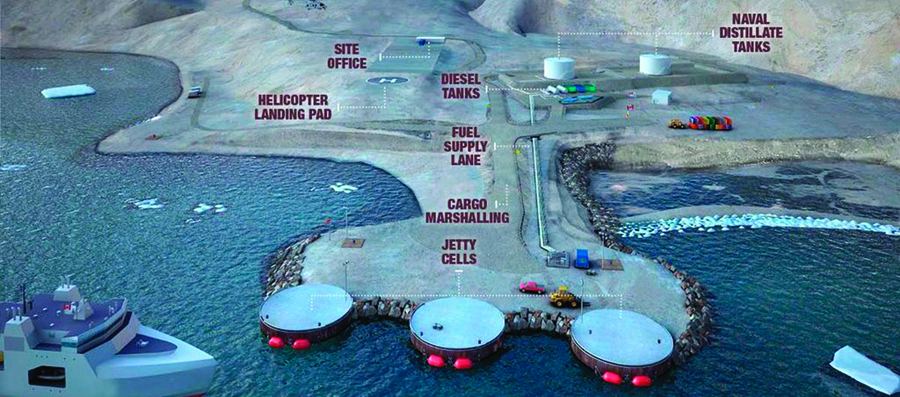 NAVAL
DISTILLATE
TANKS
SITE
OFFICE
DIESEL
TANKS
HELICOPTER
LANDING PAD
FUEL
SUPPLY
LANE
CARGO
MARSHALLING
JETTY
CELLS
H